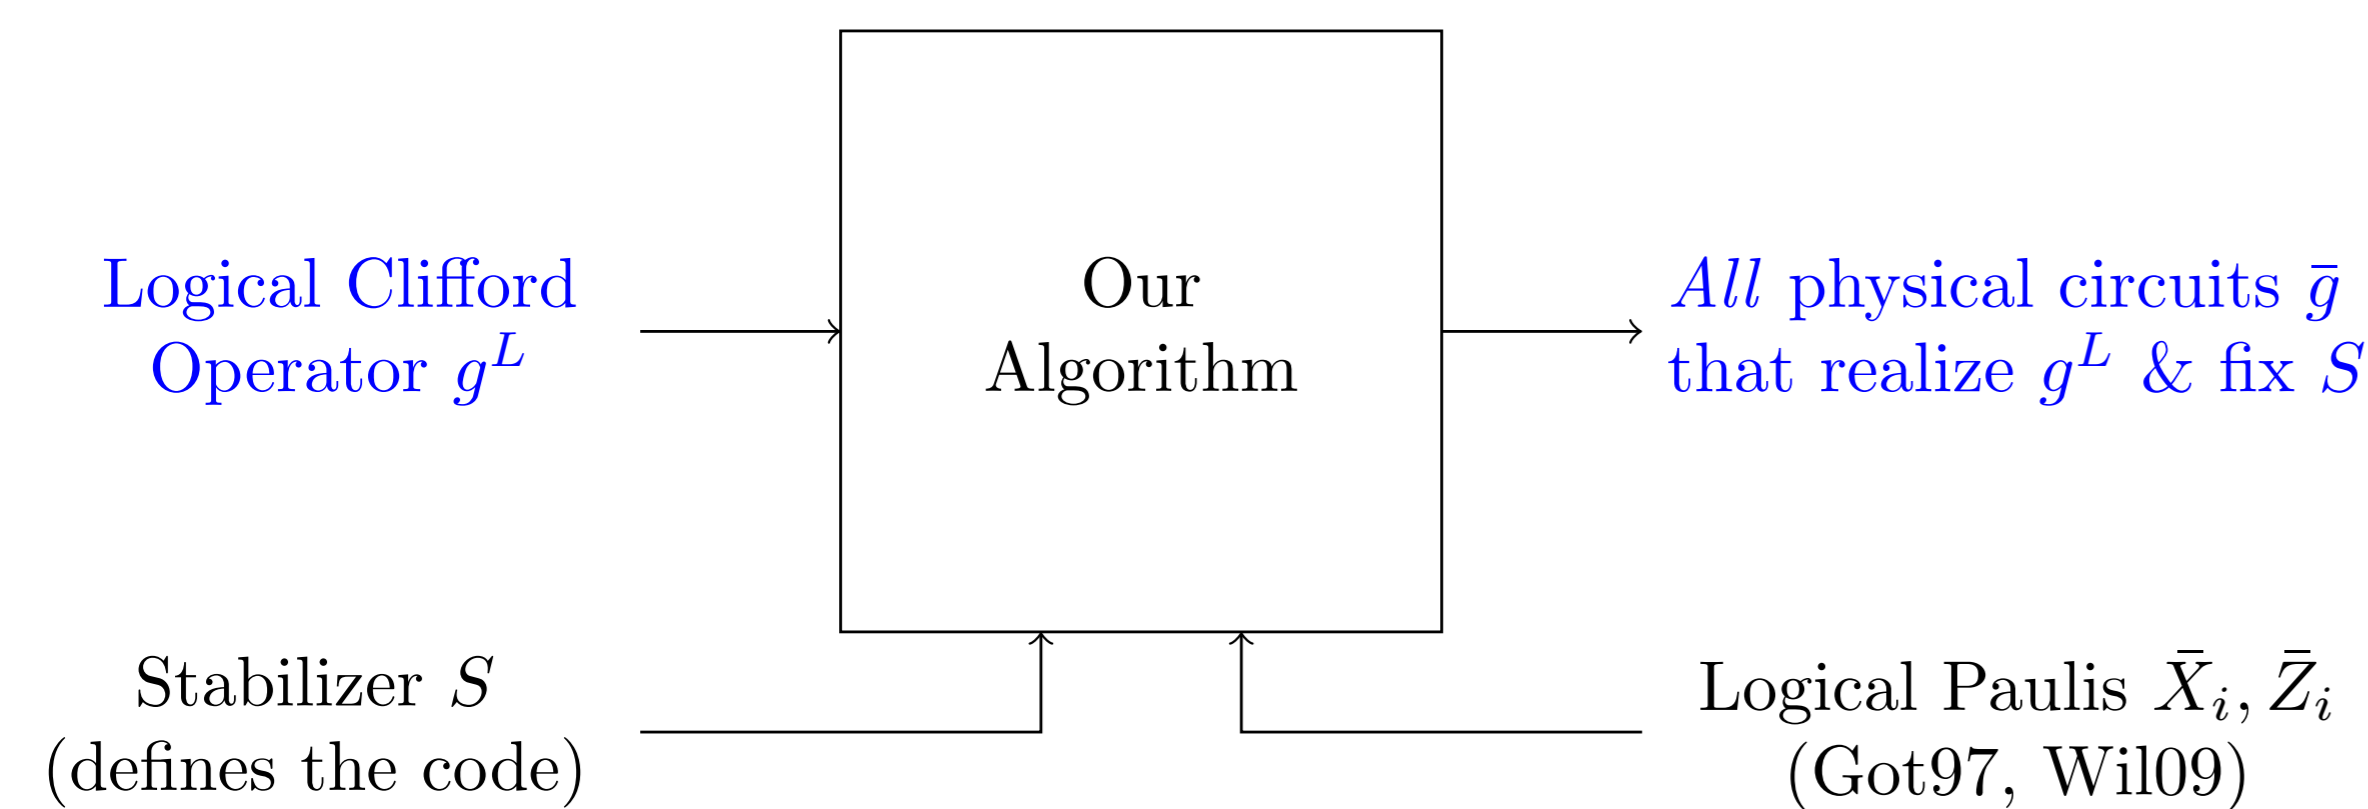 Logical Clifford
Operator g^L
Our
Algorithm
All physical circuits ḡ
that realize g^L & fix S
Stabilizer S
(defines the code)
Logical Paulis X̄_i, Z̄_i
(Got97, Wil09)